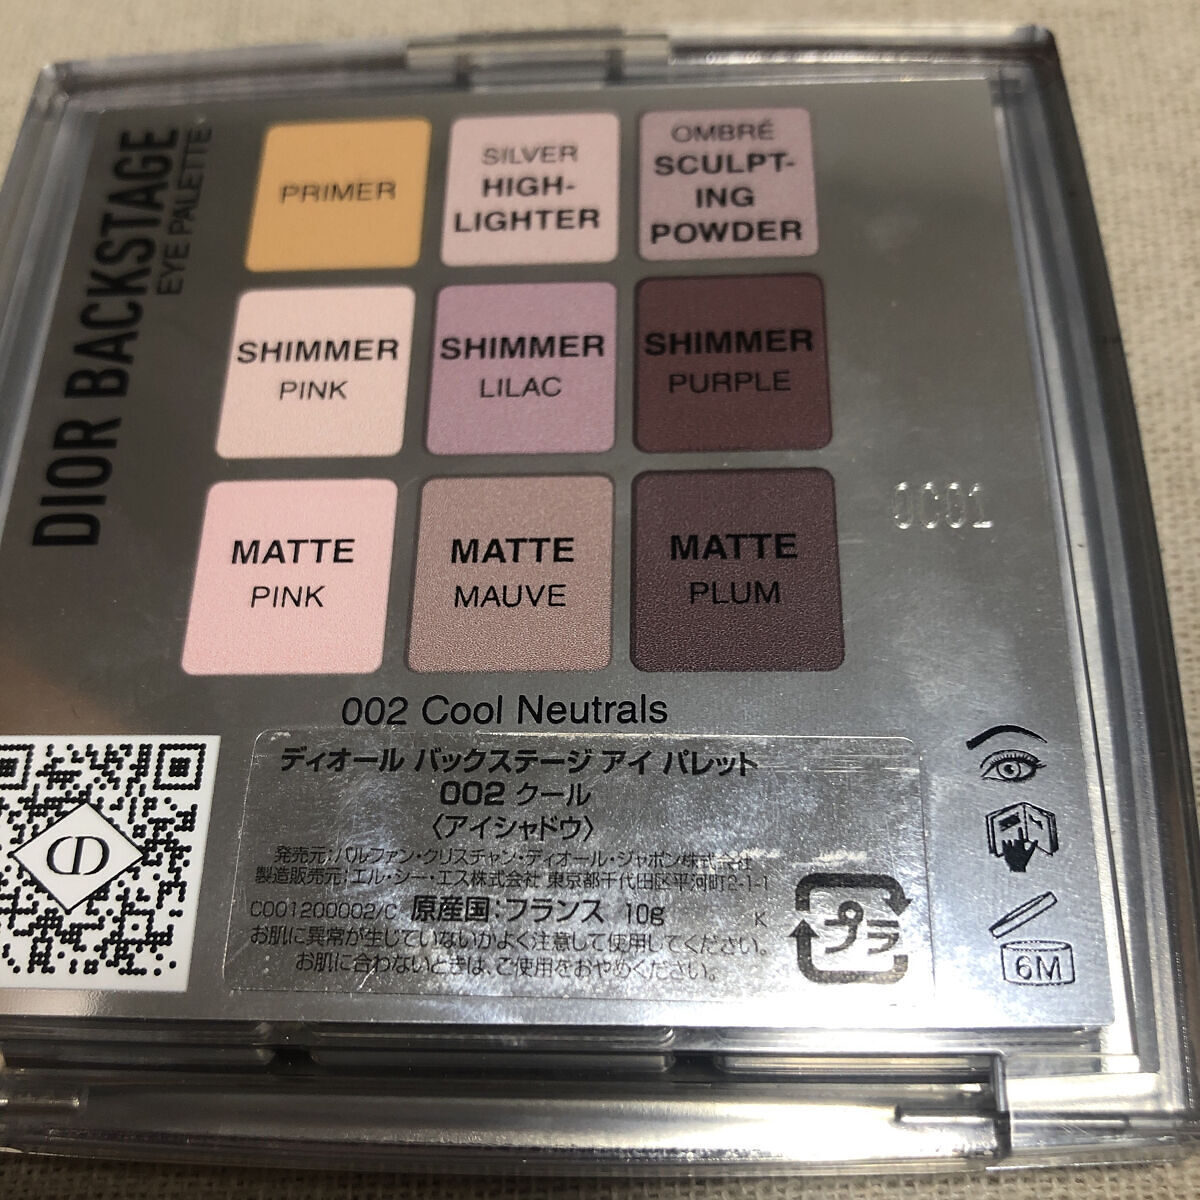 DIOR BACKSTAGE
EYE PALETTE
PRIMER
SILVER
HIGH-
LIGHTER
OMBRÉ
SCULPT-
ING
POWDER
SHIMMER
PINK
SHIMMER
LILAC
SHIMMER
PURPLE
MATTE
PINK
MATTE
MAUVE
MATTE
PLUM
0C01
002 Cool Neutrals
ディオール バックステージ アイ パレット
002 クール
〈アイシャドウ〉
発売元:パルファン・クリスチャン・ディオール・ジャポン株式会社
製造販売元:エル・シー・エス株式会社 東京都千代田区平河町2-1-1
C001200002/C 原産国:フランス 10g K
お肌に異常が生じていないかよく注意して使用してください。
お肌に合わないときは、ご使用をおやめください。
プラ
6M